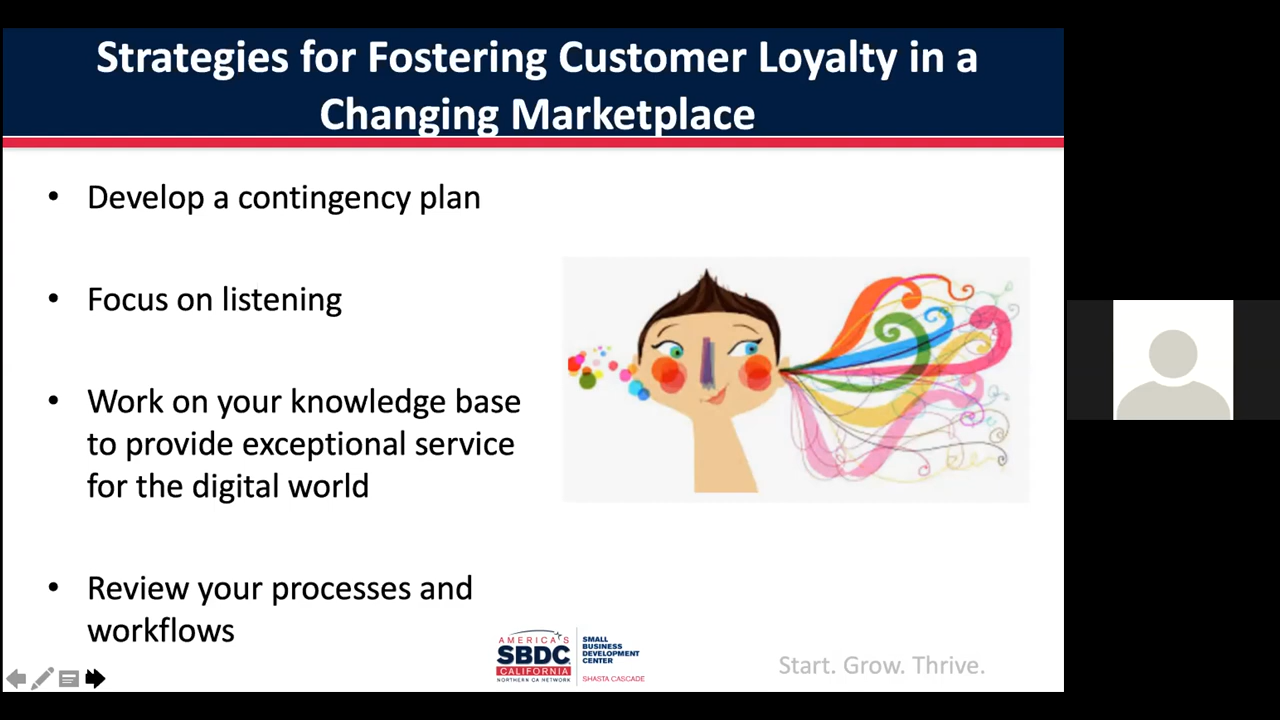 Strategies for Fostering Customer Loyalty in a
Changing Marketplace
• Develop a contingency plan
• Focus on listening
• Work on your knowledge base
to provide exceptional service
for the digital world
• Review your processes and
workflows
AMERICA'S
SBDC
CALIFORNIA
NORTHERN CA NETWORK
SMALL
BUSINESS
DEVELOPMENT
CENTER
SHASTA CASCADE
Start. Grow. Thrive.